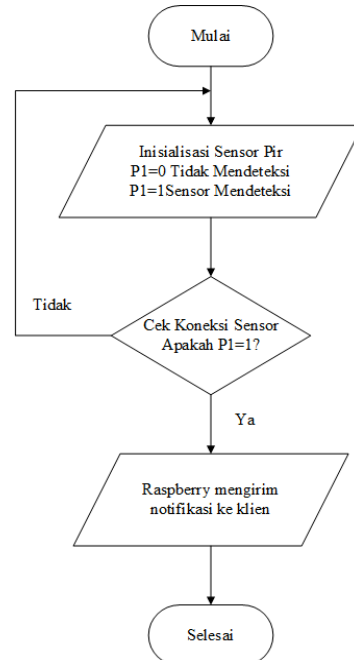 Mulai
Inisialisasi Sensor Pir
P1=0 Tidak Mendeteksi
P1=1Sensor Mendeteksi
Tidak
Cek Koneksi Sensor
Apakah P1=1?
Ya
Raspberry mengirim
notifikasi ke klien
Selesai